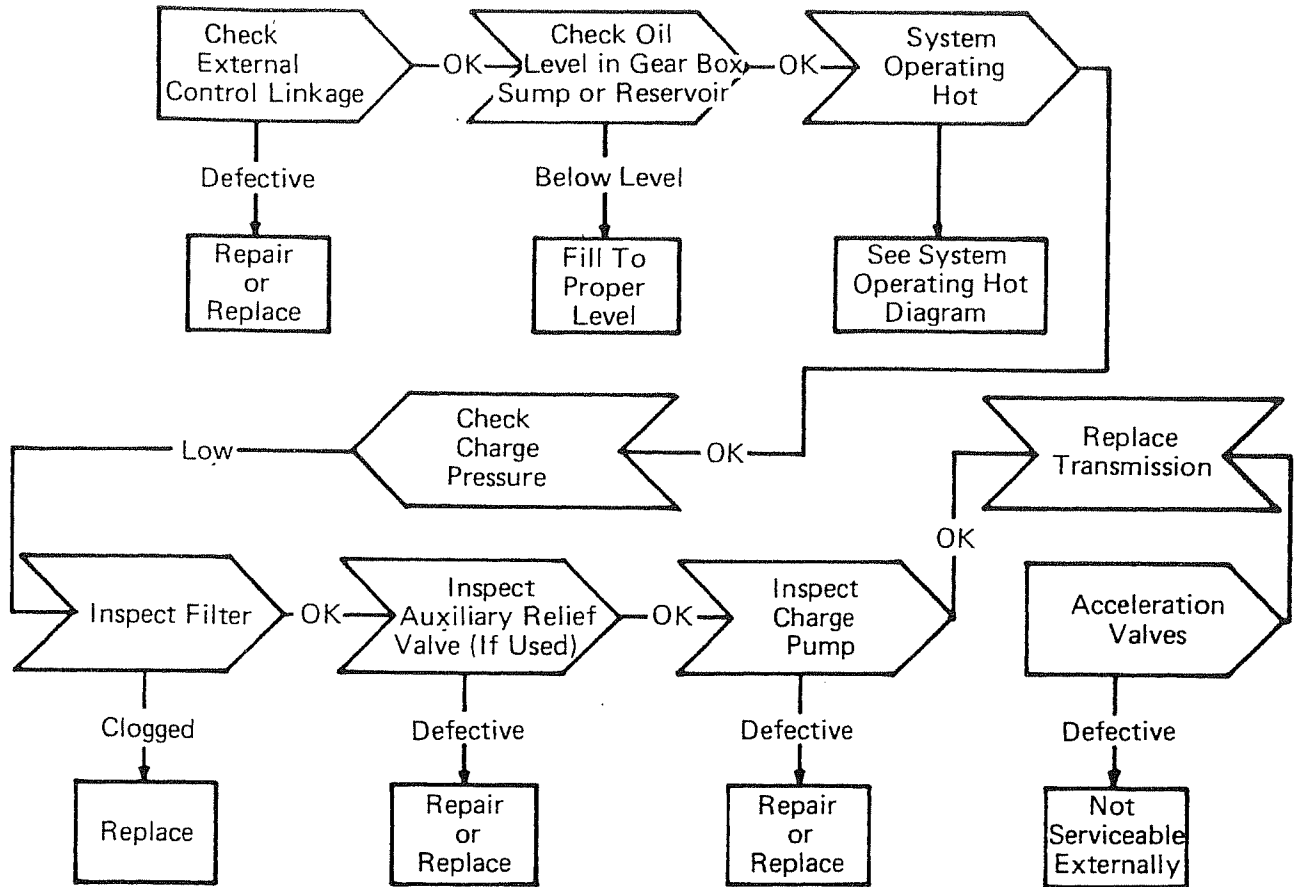 Check
External
Control Linkage
OK
Check Oil
Level in Gear Box
Sump or Reservoir
OK
System
Operating
Hot
Defective
Below Level
Repair
or
Replace
Fill To
Proper
Level
See System
Operating Hot
Diagram
Low
Check
Charge
Pressure
OK
Replace
Transmission
OK
Inspect Filter
OK
Inspect
Auxiliary Relief
Valve (If Used)
OK
Inspect
Charge
Pump
Acceleration
Valves
Clogged
Defective
Defective
Defective
Replace
Repair
or
Replace
Repair
or
Replace
Not
Serviceable
Externally